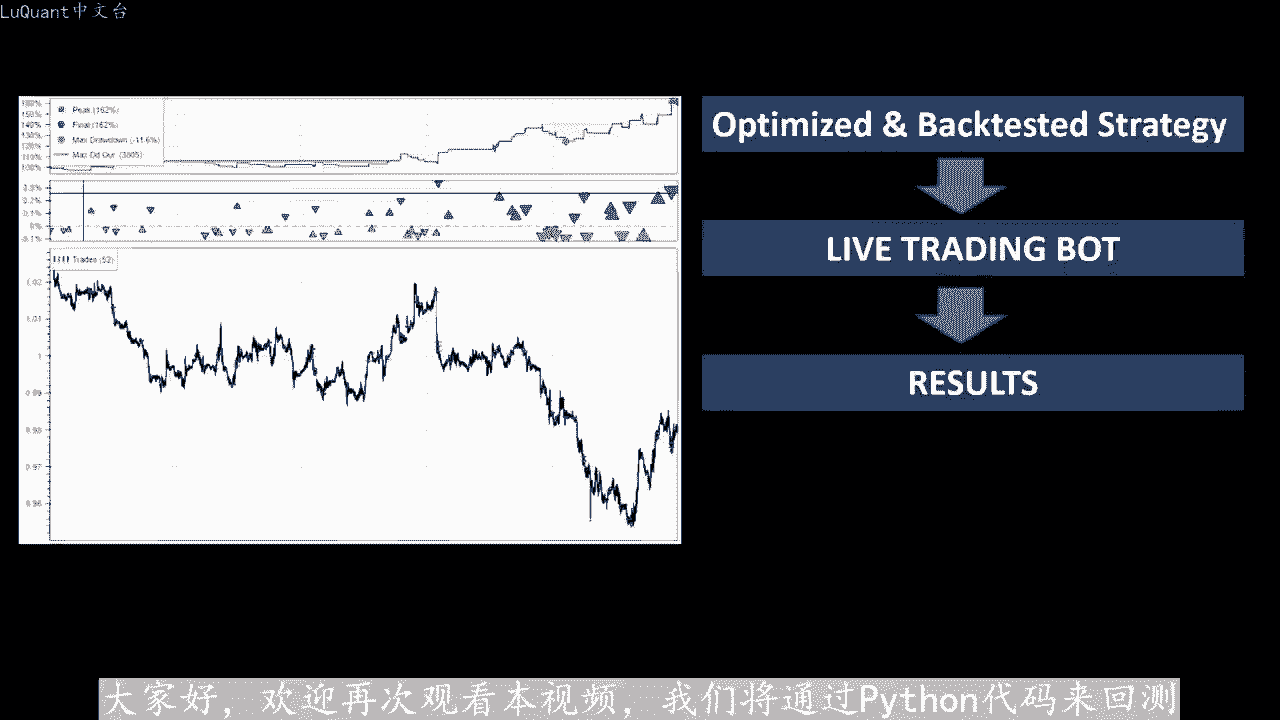 LuQuant中文台
Peak (162%)
Final (162%)
Max Drawdown (-11.6%)
Max Dd Dur. (3805)
Optimized & Backtested Strategy
LIVE TRADING BOT
RESULTS
160%
150%
140%
130%
120%
110%
100%
0.3%
0.2%
0.1%
0%
-0.1%
Trades (52)
1.02
1.01
1
0.99
0.98
0.97
0.96
大家好，欢迎再次观看本视频，我们将通过Python代码来回测